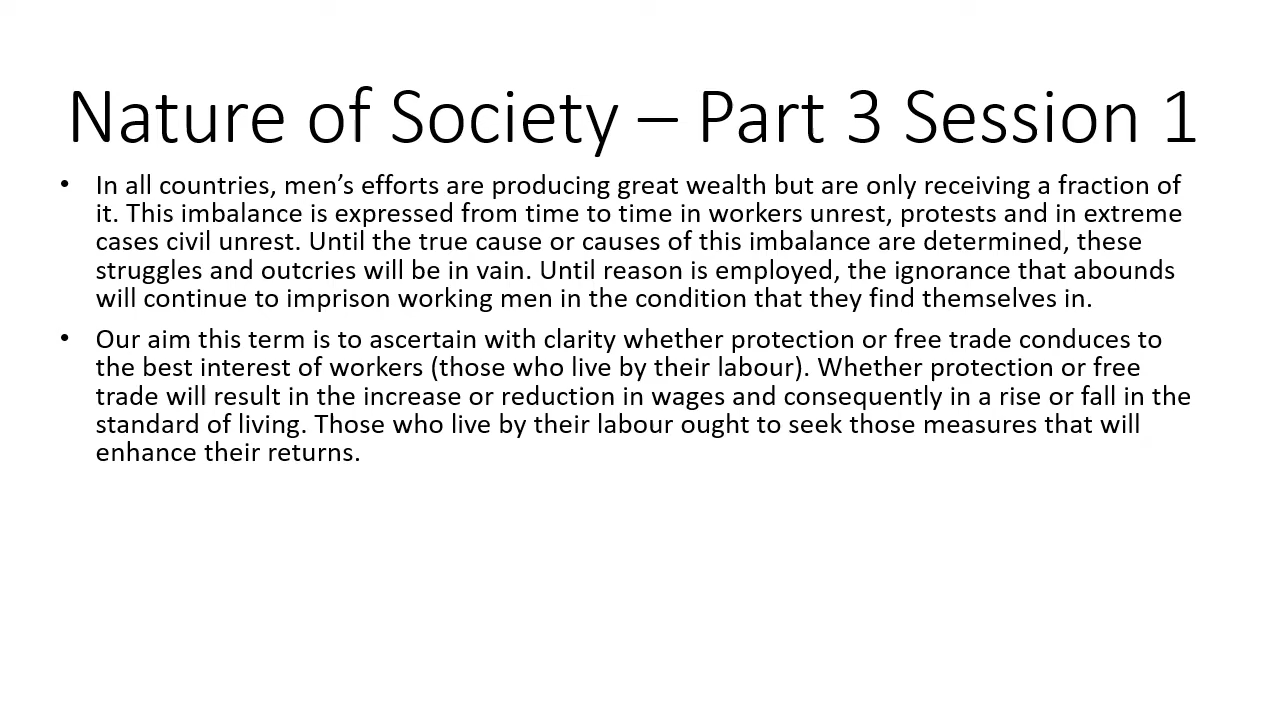 Nature of Society – Part 3 Session 1
• In all countries, men’s efforts are producing great wealth but are only receiving a fraction of
it. This imbalance is expressed from time to time in workers unrest, protests and in extreme
cases civil unrest. Until the true cause or causes of this imbalance are determined, these
struggles and outcries will be in vain. Until reason is employed, the ignorance that abounds
will continue to imprison working men in the condition that they find themselves in.
• Our aim this term is to ascertain with clarity whether protection or free trade conduces to
the best interest of workers (those who live by their labour). Whether protection or free
trade will result in the increase or reduction in wages and consequently in a rise or fall in the
standard of living. Those who live by their labour ought to seek those measures that will
enhance their returns.